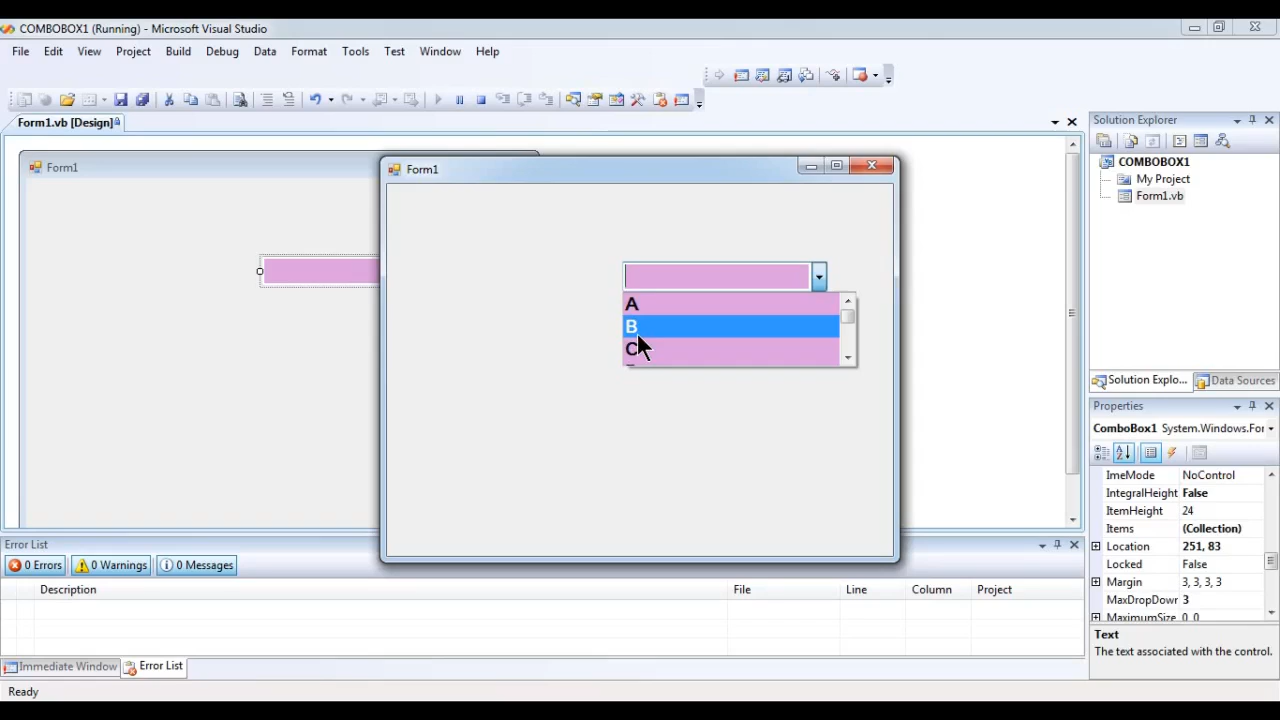 COMBOBOX1 (Running) - Microsoft Visual Studio
File Edit View Project Build Debug Data Format Tools Test Window Help
Form1.vb [Design]
Form1
Form1
A
B
C
Solution Explorer
COMBOBOX1
My Project
Form1.vb
Solution Explo... Data Sources
Properties
ComboBox1 System.Windows.For
ImeMode NoControl
IntegralHeight False
ItemHeight 24
Items (Collection)
Location 251, 83
Locked False
Margin 3, 3, 3, 3
MaxDropDown 3
MaximumSize 0, 0
Text
The text associated with the control.
Error List
0 Errors 0 Warnings 0 Messages
Description File Line Column Project
Immediate Window Error List
Ready